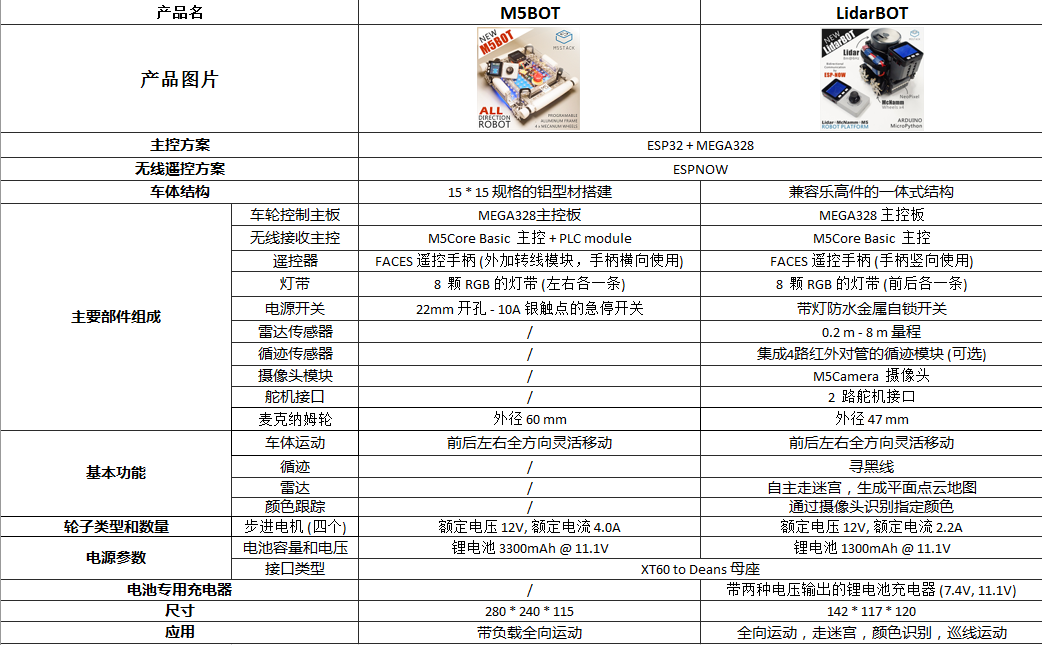 产品名 M5BOT LidarBOT
产品图片
NEW
M5BOT
M5STACK
ALL
DIRECTION
ROBOT
PROGRAMABLE
ALUMINUM FRAME
4 x MECANUM WHEELS
NEW
LidarBOT
M5STACK
Lidar
ESP-NOW
NeoPixel
McNamm
Wheels x4
Lidar-McNamm-M5
ROBOT PLATFORM
ARDUINO
MicroPython
主控方案 ESP32 + MEGA328
无线遥控方案 ESPNOW
车体结构 15 * 15 规格的铝型材搭建 兼容乐高件的一体式结构
主要部件组成
车轮控制主板 MEGA328主控板 MEGA328 主控板
无线接收主控 M5Core Basic 主控 + PLC module M5Core Basic 主控
遥控器 FACES 遥控手柄 (外加转线模块，手柄横向使用) FACES 遥控手柄 (手柄竖向使用)
灯带 8 颗 RGB 的灯带 (左右各一条) 8 颗 RGB 的灯带 (前后各一条)
电源开关 22mm 开孔 - 10A 银触点的急停开关 带灯防水金属自锁开关
雷达传感器 / 0.2 m - 8 m 量程
循迹传感器 / 集成4路红外对管的循迹模块 (可选)
摄像头模块 / M5Camera 摄像头
舵机接口 / 2 路舵机接口
麦克纳姆轮 外径 60 mm 外径 47 mm
基本功能
车体运动 前后左右全方向灵活移动 前后左右全方向灵活移动
循迹 / 寻黑线
雷达 / 自主走迷宫，生成平面点云地图
颜色跟踪 / 通过摄像头识别指定颜色
轮子类型和数量 步进电机 (四个) 额定电压 12V, 额定电流 4.0A 额定电压 12V, 额定电流 2.2A
电源参数
电池容量和电压 锂电池 3300mAh @ 11.1V 锂电池 1300mAh @ 11.1V
接口类型 XT60 to Deans 母座
电池专用充电器 / 带两种电压输出的锂电池充电器 (7.4V, 11.1V)
尺寸 280 * 240 * 115 142 * 117 * 120
应用 带负载全向运动 全向运动，走迷宫，颜色识别，巡线运动